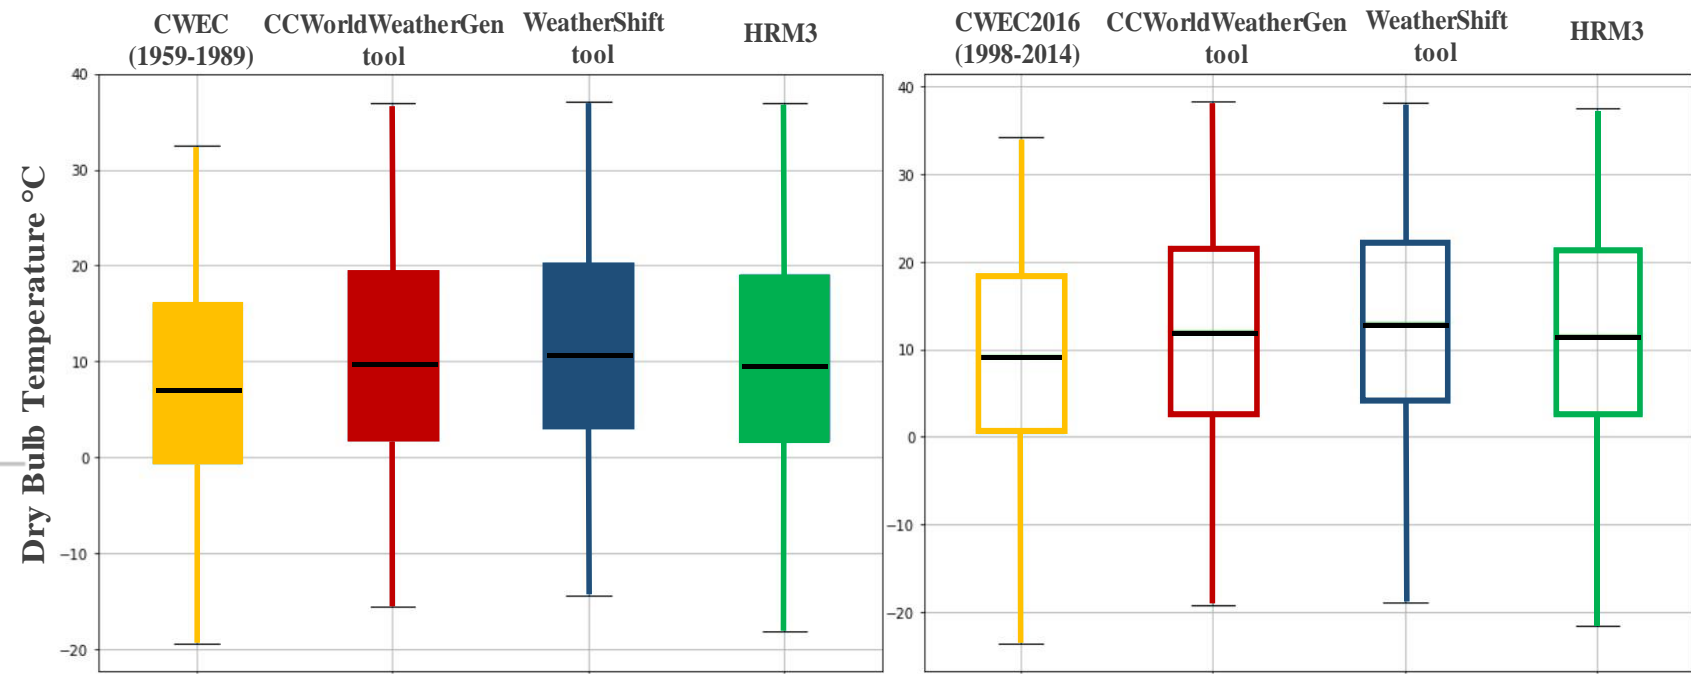 CWEC
(1959-1989)
CCWorldWeatherGen
tool
WeatherShift
tool
HRM3
CWEC2016
(1998-2014)
CCWorldWeatherGen
tool
WeatherShift
tool
HRM3
Dry Bulb Temperature °C
40
30
20
10
0
−10
−20
40
30
20
10
0
−10
−20